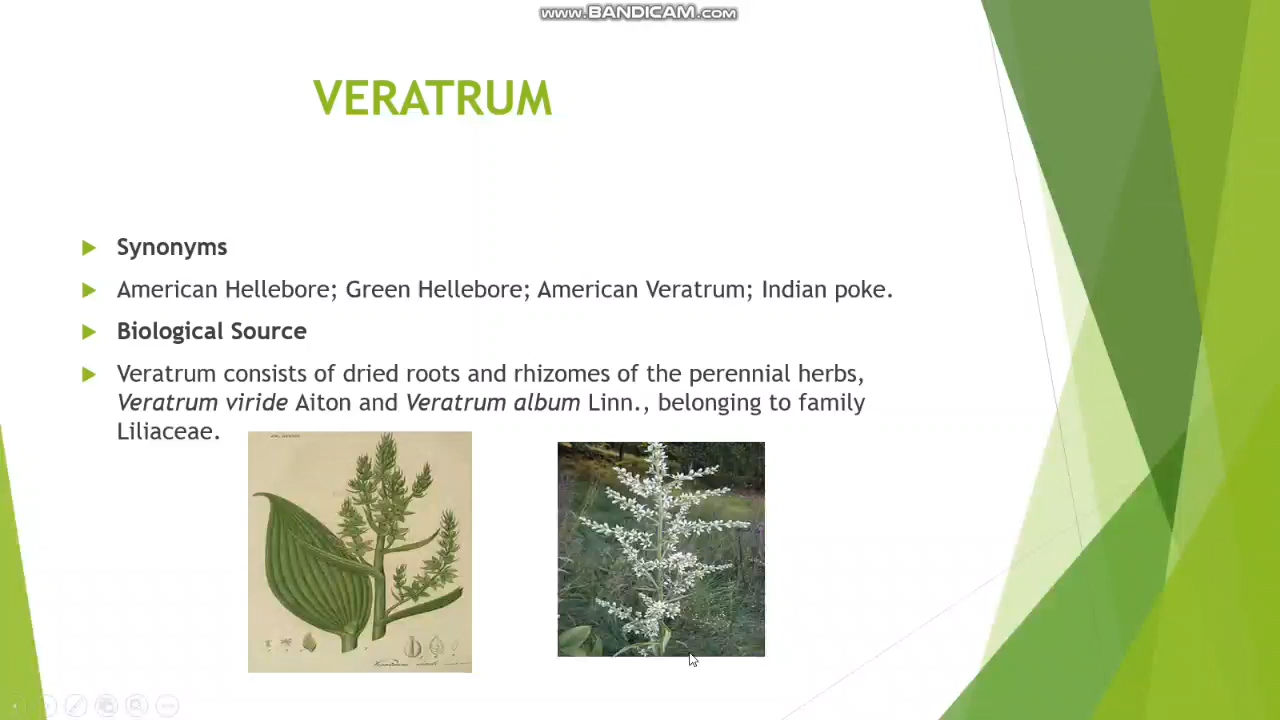 www.BANDICAM.com
VERATRUM
Synonyms
American Hellebore; Green Hellebore; American Veratrum; Indian poke.
Biological Source
Veratrum consists of dried roots and rhizomes of the perennial herbs,
Veratrum viride Aiton and Veratrum album Linn., belonging to family
Liliaceae.